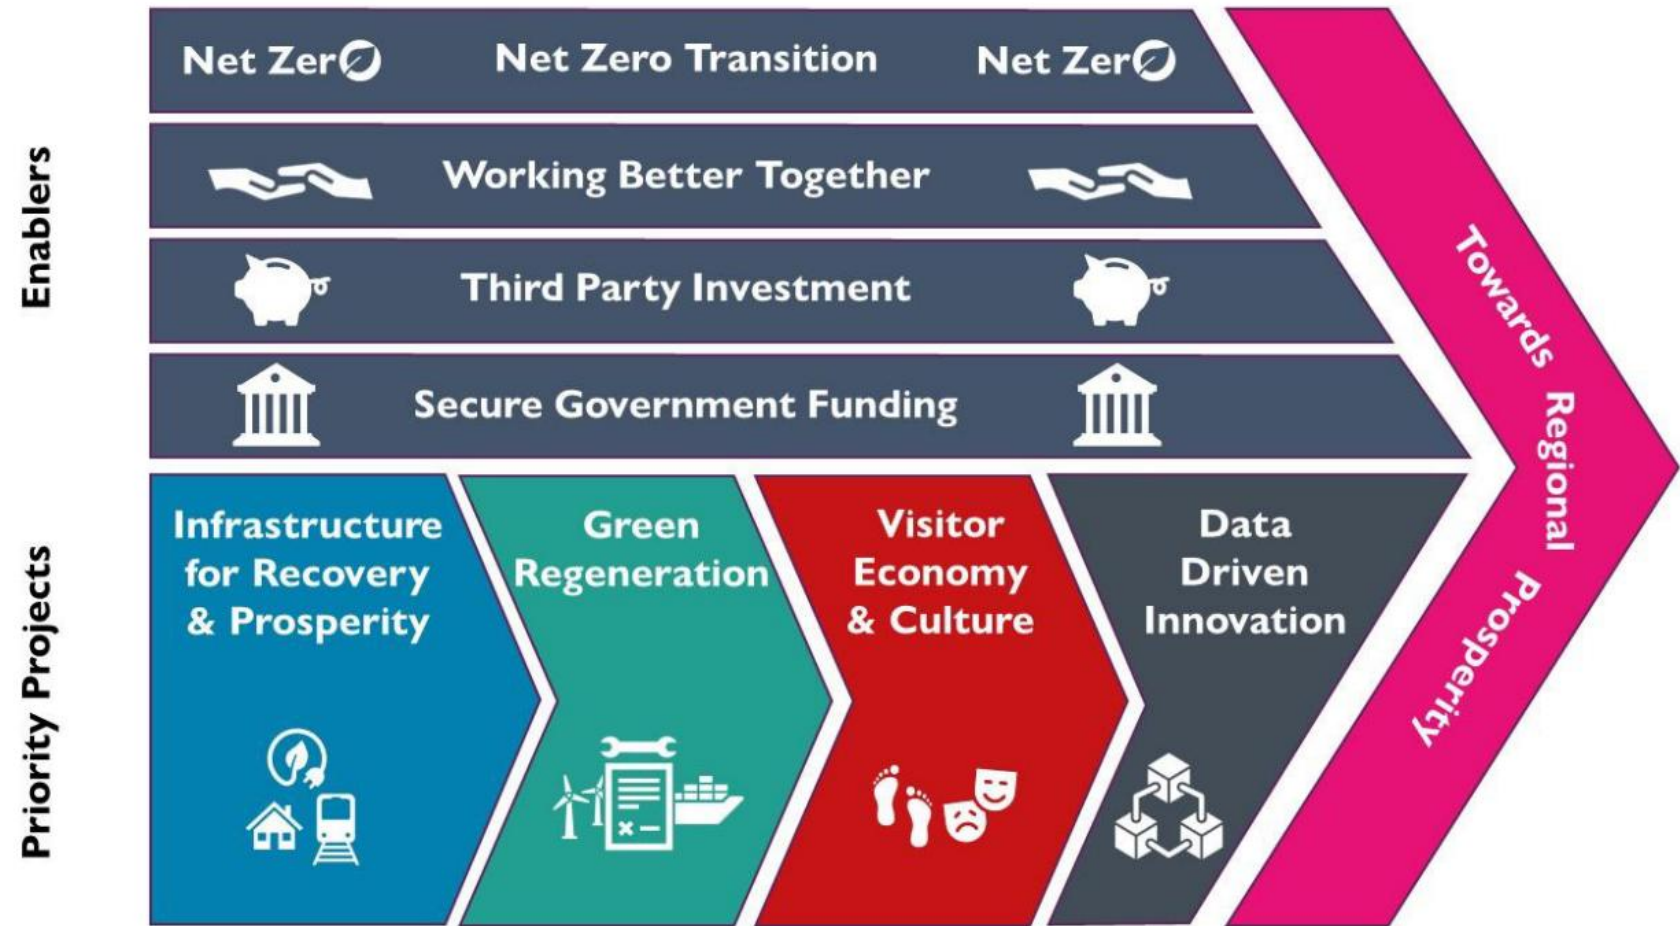 Enablers
Net Zero
Net Zero Transition
Net Zero
Working Better Together
Third Party Investment
Secure Government Funding
Priority Projects
Infrastructure
for Recovery
& Prosperity
Green
Regeneration
Visitor
Economy
& Culture
Data
Driven
Innovation
Towards Regional Prosperity